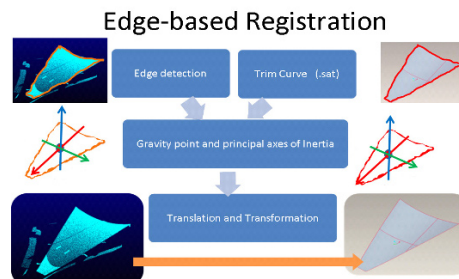 Edge-based Registration
Edge detection
Trim Curve (.sat)
Gravity point and principal axes of Inertia
Translation and Transformation